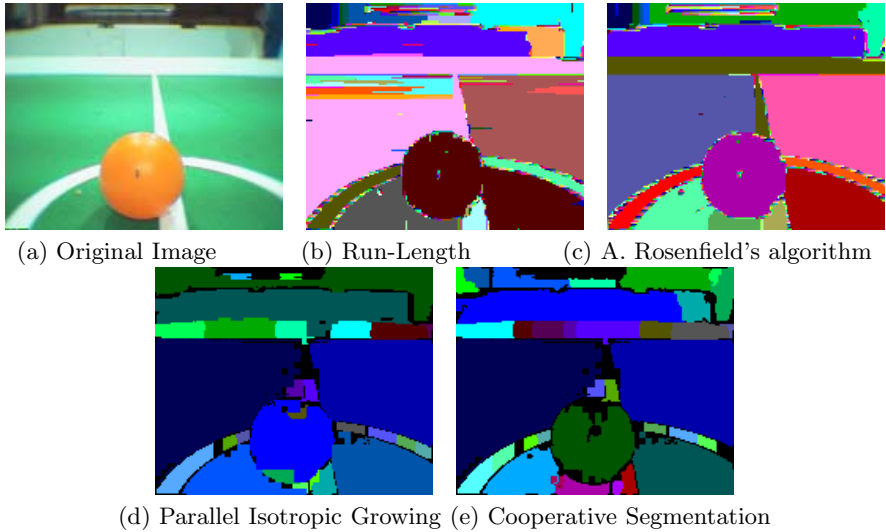 (a) Original Image (b) Run-Length (c) A. Rosenfield's algorithm
(d) Parallel Isotropic Growing (e) Cooperative Segmentation